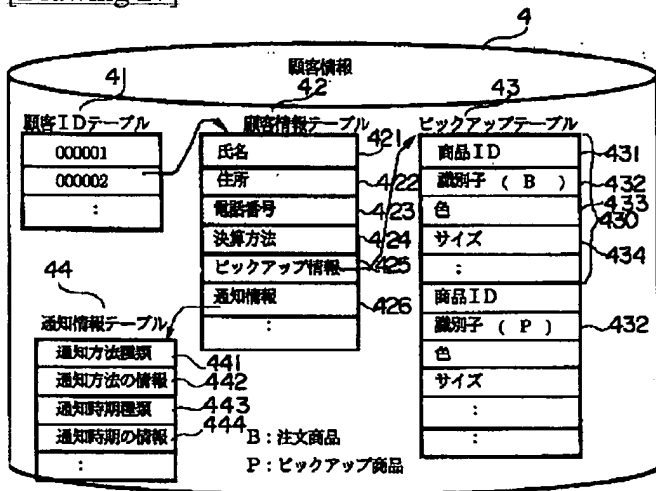 4
顧客情報
41
42
43
顧客IDテーブル
000001
000002
:
顧客情報テーブル
氏名
421
住所
422
電話番号
423
決算方法
424
ピックアップ情報
425
通知情報
426
:
ピックアップテーブル
商品ID
431
識別子 ( B )
432
色
433
430
サイズ
434
:
商品ID
識別子 ( P )
432
色
サイズ
:
:
44
通知情報テーブル
通知方法種類
441
通知方法の情報
442
通知時期種類
443
通知時期の情報
444
:
B:注文商品
P:ピックアップ商品